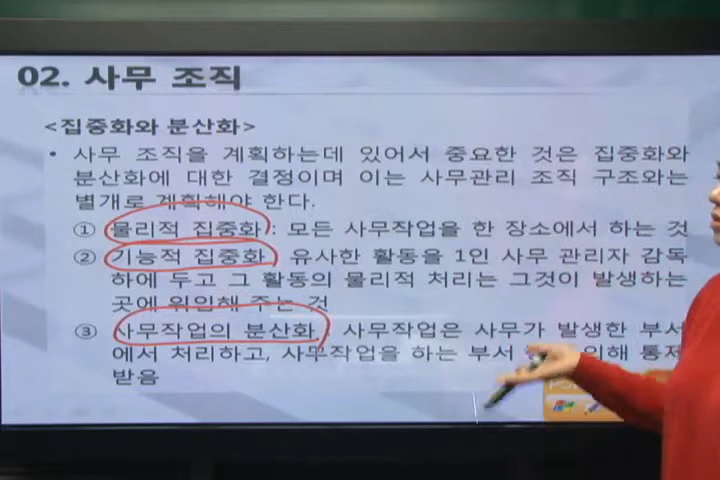 02. 사무 조직
<집중화와 분산화>
• 사무 조직을 계획하는데 있어서 중요한 것은 집중화와
분산화에 대한 결정이며 이는 사무관리 조직 구조와는
별개로 계획해야 한다.
① 물리적 집중화 : 모든 사무작업을 한 장소에서 하는 것
② 기능적 집중화 유사한 활동을 1인 사무 관리자 감독
하에 두고 그 활동의 물리적 처리는 그것이 발생하는
곳에 위임해 주는 것
③ 사무작업의 분산화 사무작업은 사무가 발생한 부서
에서 처리하고, 사무작업을 하는 부서 의해 통제
받음